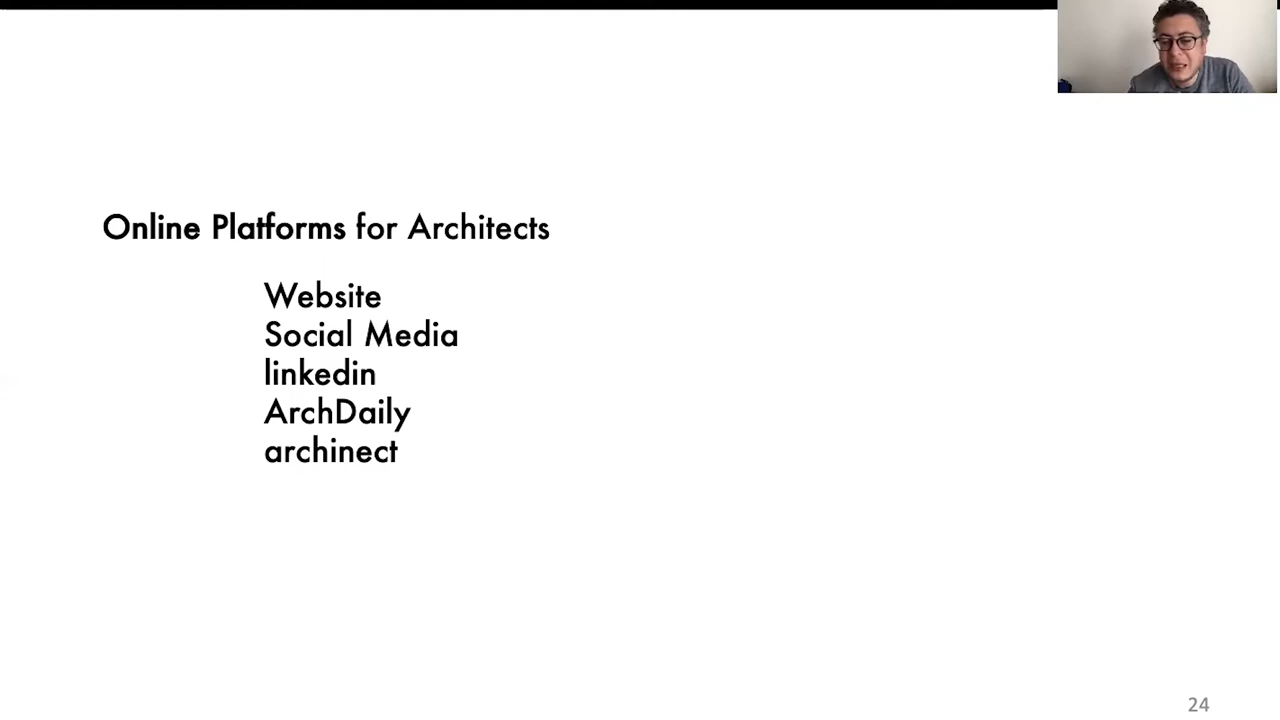 Online Platforms for Architects
Website
Social Media
linkedin
ArchDaily
archinect
24